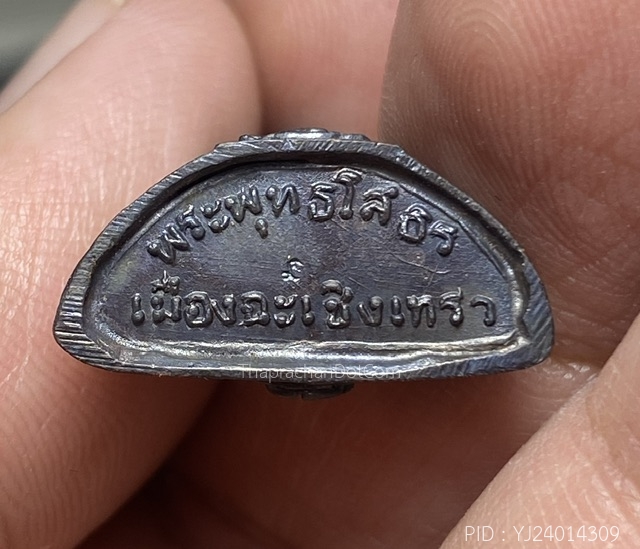 พระพุทธโสธร
เมืองฉะเชิงเทรา
Thaprachan
PID : YJ24014309